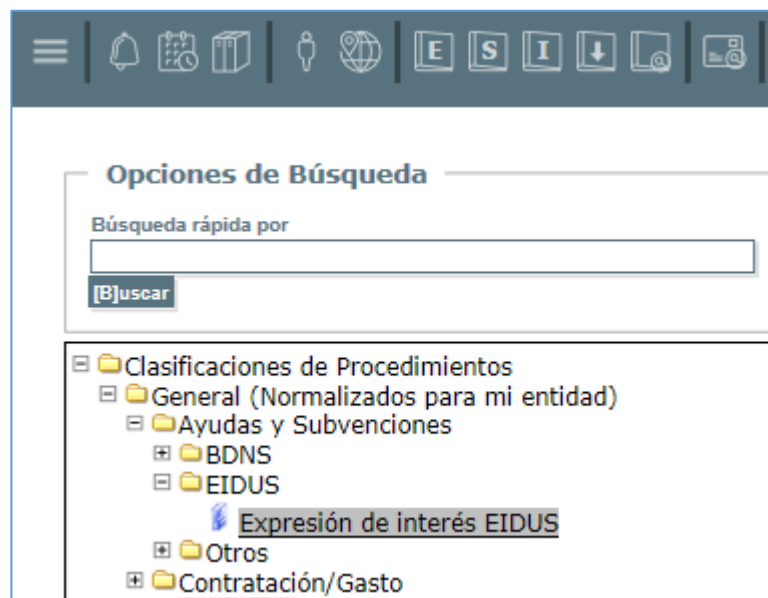 E S I
Opciones de Búsqueda
Búsqueda rápida por
[B]uscar
Clasificaciones de Procedimientos
General (Normalizados para mi entidad)
Ayudas y Subvenciones
BDNS
EIDUS
Expresión de interés EIDUS
Otros
Contratación/Gasto